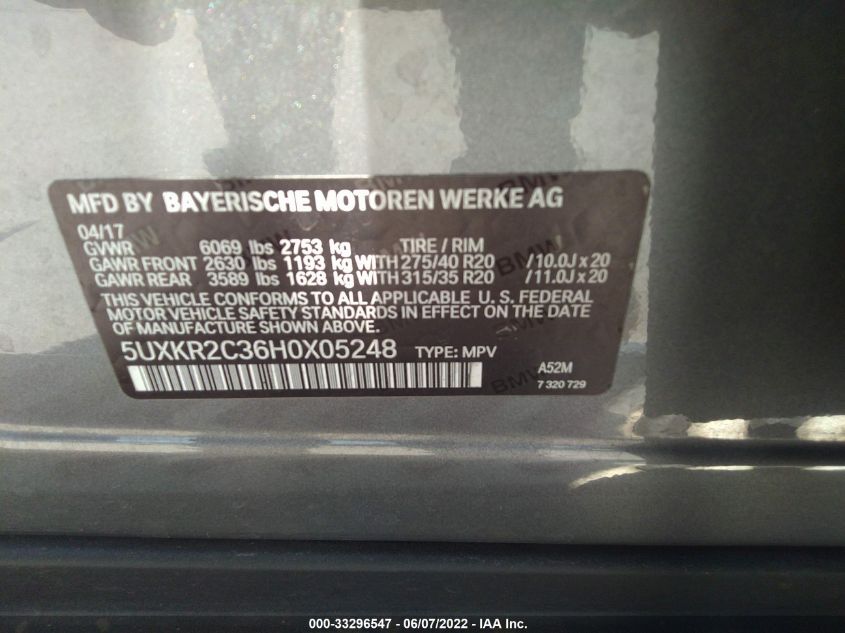 MFD BY BAYERISCHE MOTOREN WERKE AG
04/17
GVWR 6069 lbs 2753 kg TIRE / RIM
GAWR FRONT 2630 lbs 1193 kg WITH 275/40 R20 /10.0J x 20
GAWR REAR 3589 lbs 1628 kg WITH 315/35 R20 /11.0J x 20
THIS VEHICLE CONFORMS TO ALL APPLICABLE U. S. FEDERAL
MOTOR VEHICLE SAFETY STANDARDS IN EFFECT ON THE DATE
OF MANUFACTURE SHOWN ABOVE.
5UXKR2C36H0X05248 TYPE: MPV
A52M
7 320 729
000-33296547 - 06/07/2022 - IAA Inc.